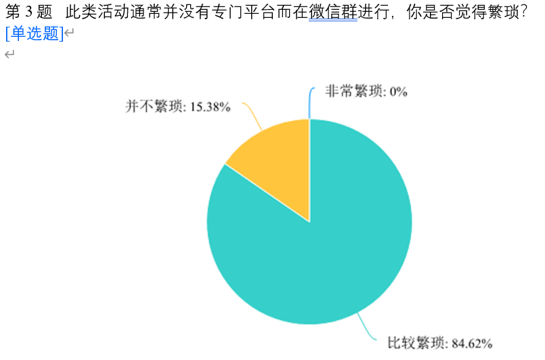 第 3 题 此类活动通常并没有专门平台而在微信群进行，你是否觉得繁琐？
[单选题]
非常繁琐: 0%
并不繁琐: 15.38%
比较繁琐: 84.62%